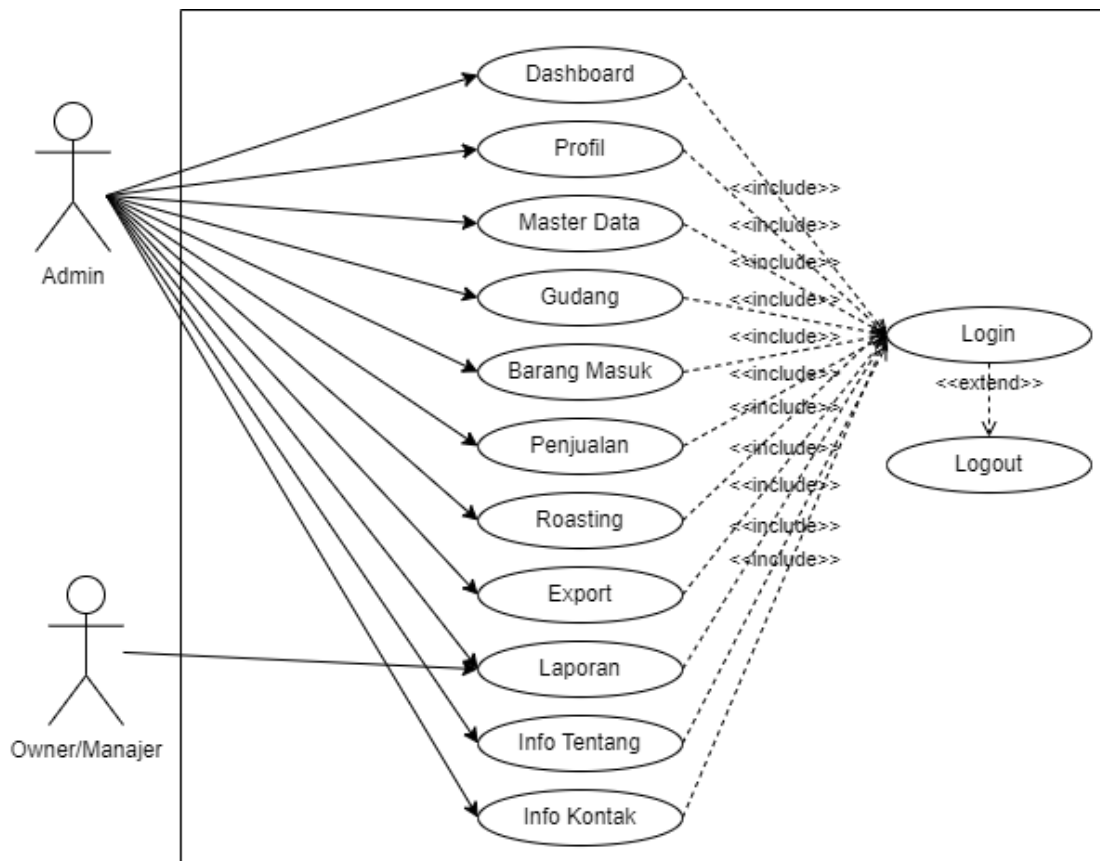 Dashboard
Profil
<<include>>
Master Data
<<include>>
Admin
<<include>>
Gudang
<<include>>
Login
<<include>>
Barang Masuk
<<include>>
<<extend>>
<<include>>
Penjualan
<<include>>
Logout
<<include>>
Roasting
<<include>>
<<include>>
Export
Laporan
Owner/Manajer
Info Tentang
Info Kontak